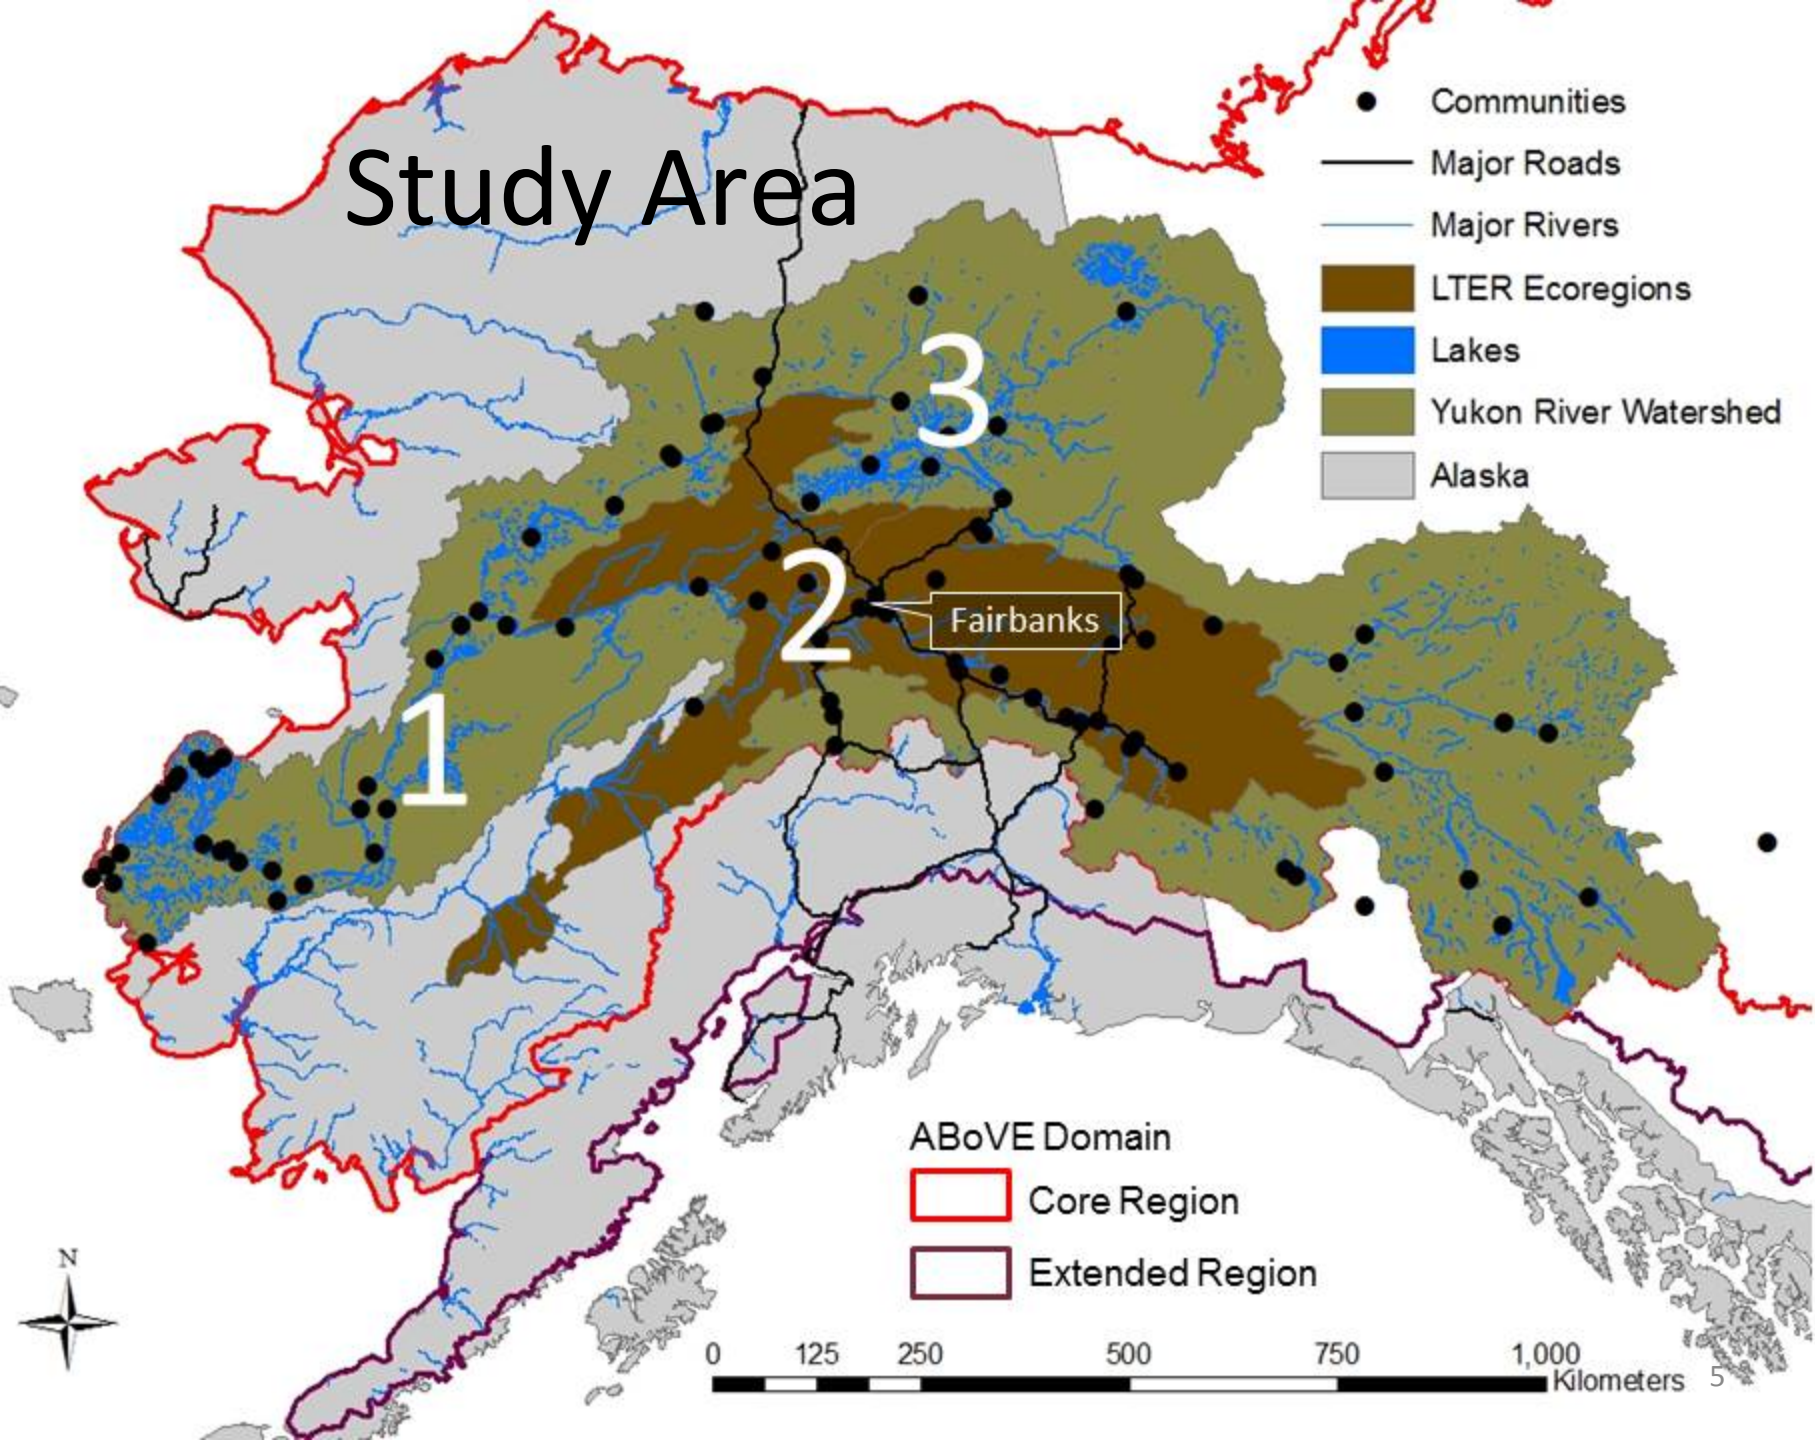 Study Area
Communities
Major Roads
Major Rivers
LTER Ecoregions
Lakes
Yukon River Watershed
Alaska
3
2
Fairbanks
1
ABoVE Domain
Core Region
Extended Region
N
0 125 250 500 750 1,000
Kilometers
5